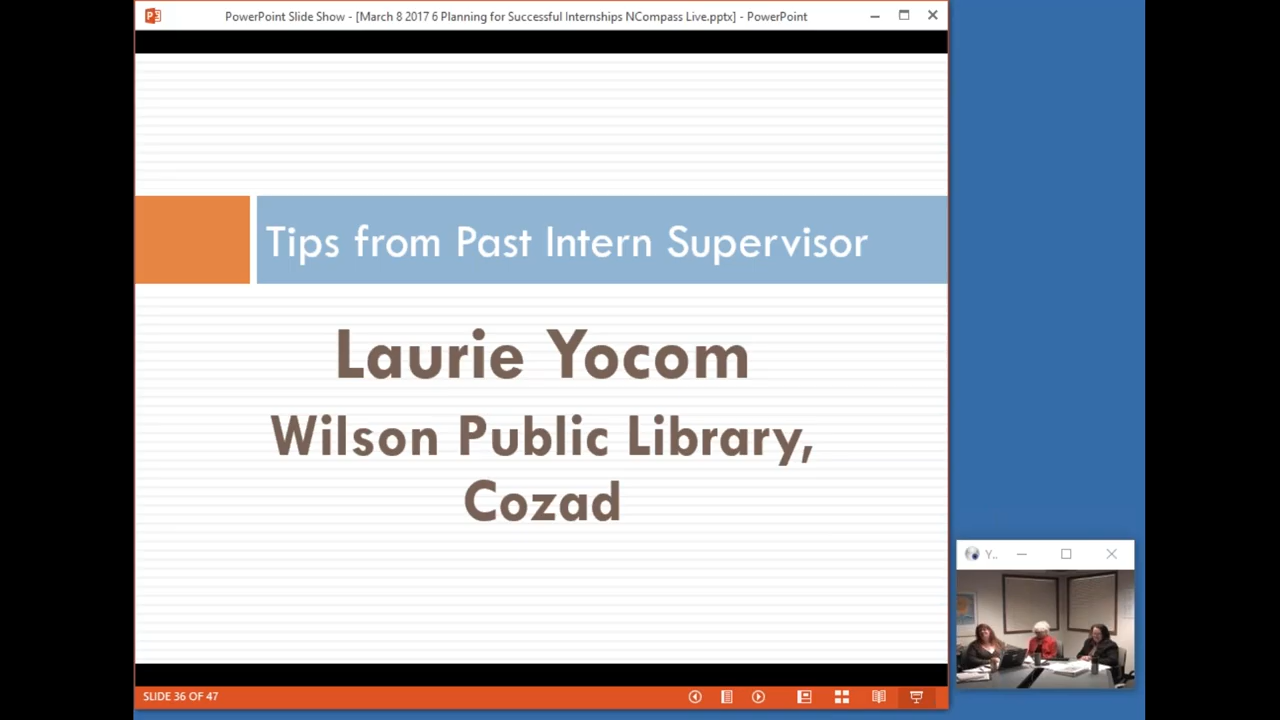 PowerPoint Slide Show - [March 8 2017 6 Planning for Successful Internships NCompass Live.pptx] - PowerPoint
Tips from Past Intern Supervisor
Laurie Yocom
Wilson Public Library,
Cozad
Y..
SLIDE 36 OF 47